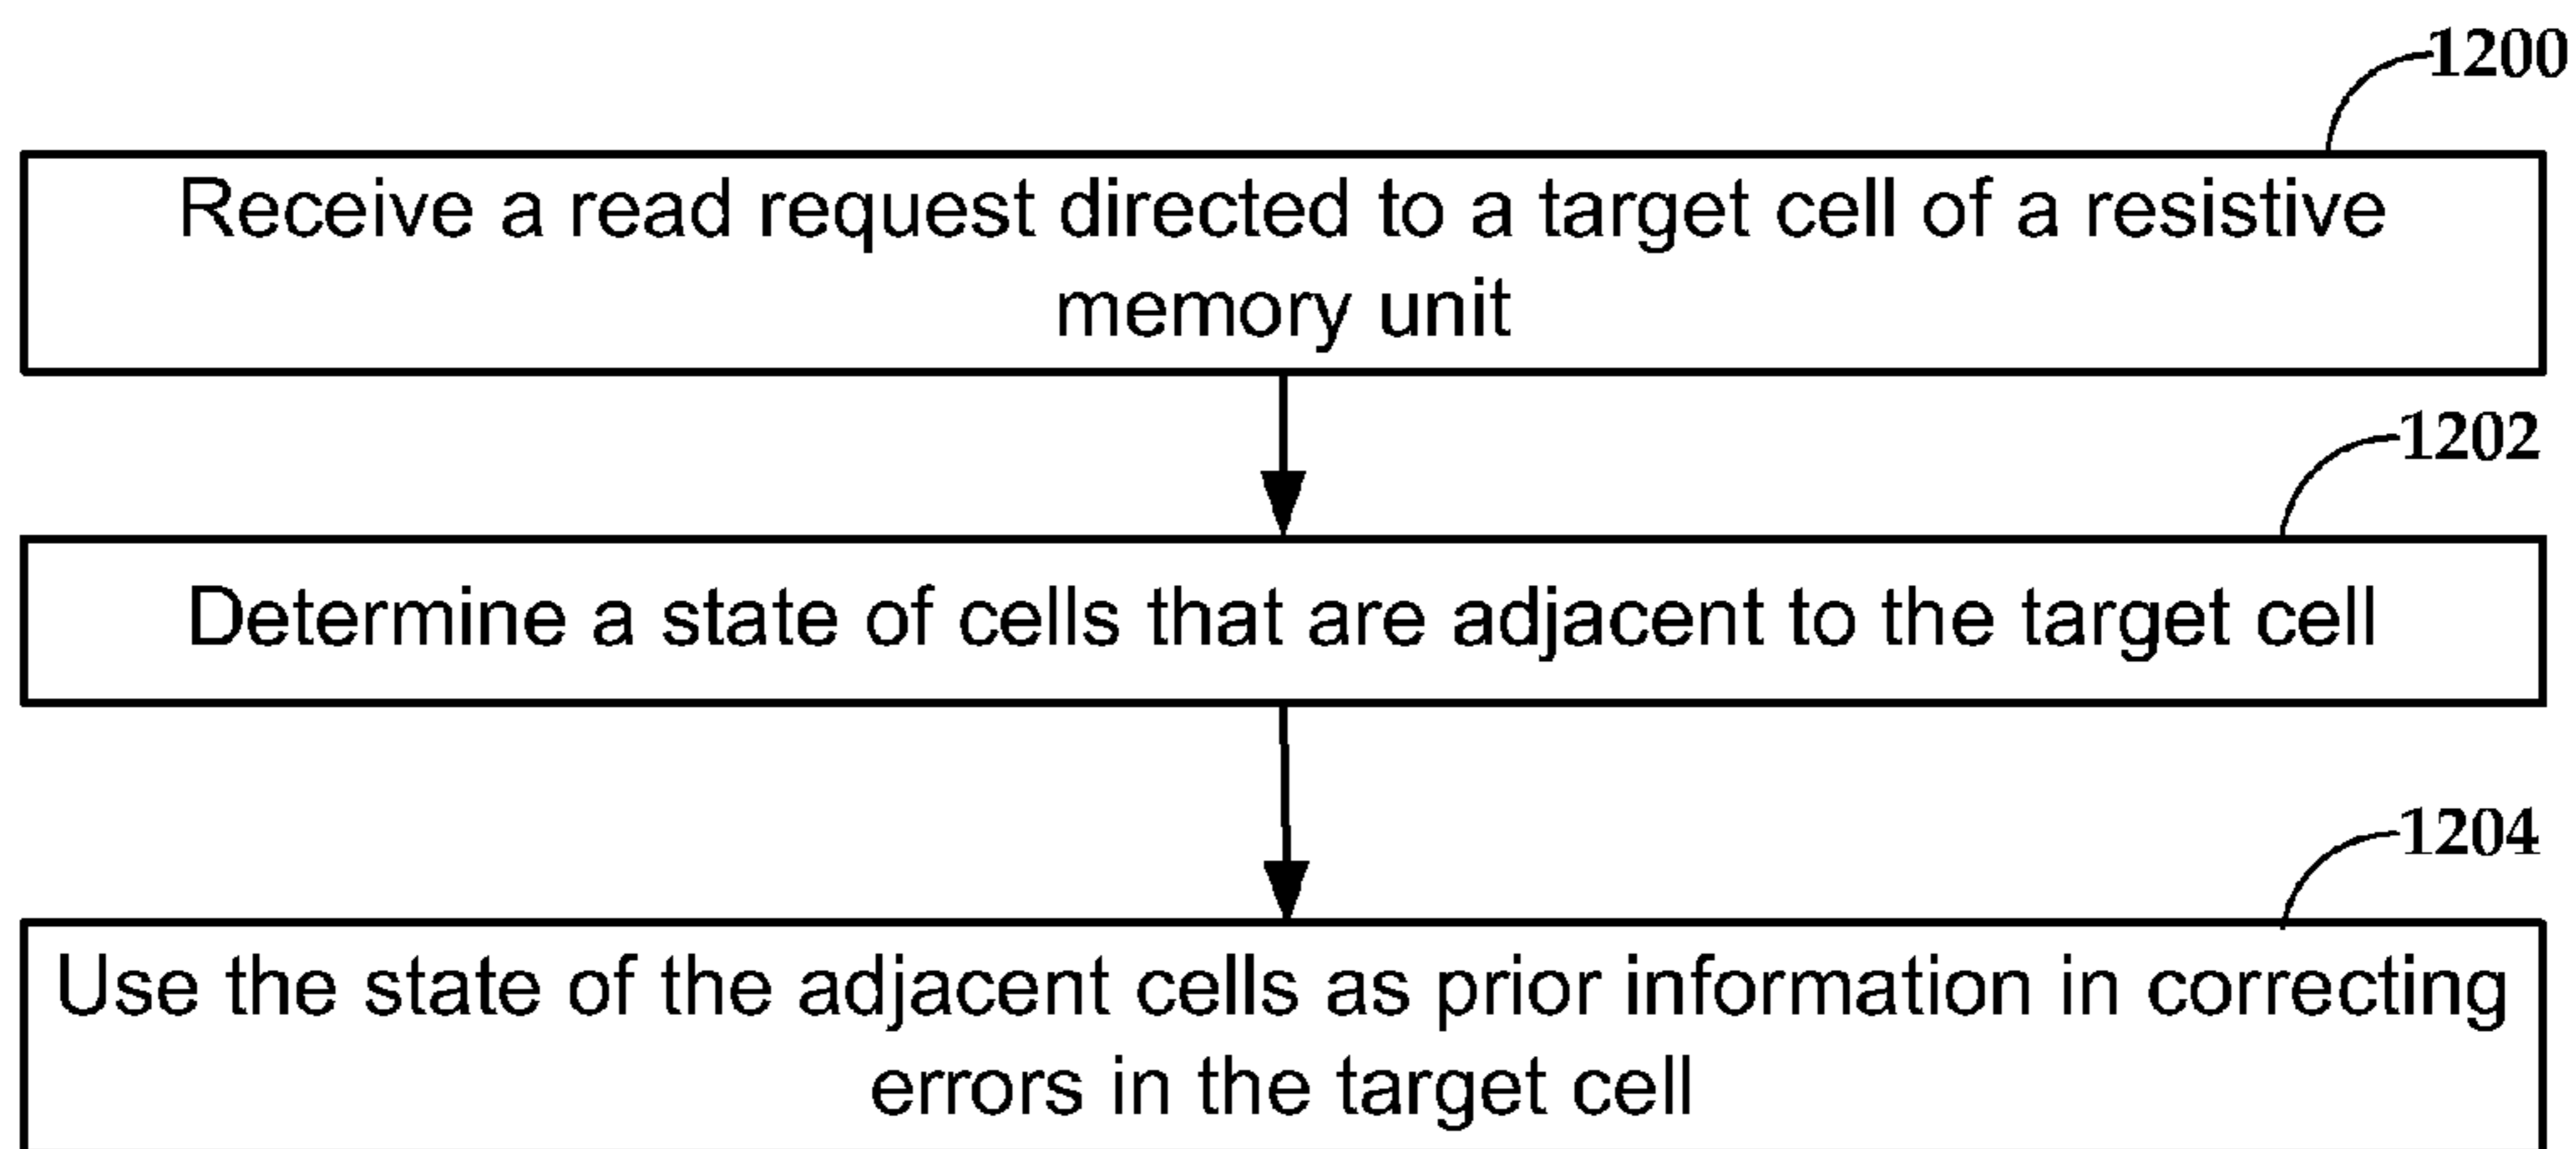 1200
Receive a read request directed to a target cell of a resistive
memory unit
1202
Determine a state of cells that are adjacent to the target cell
1204
Use the state of the adjacent cells as prior information in correcting
errors in the target cell